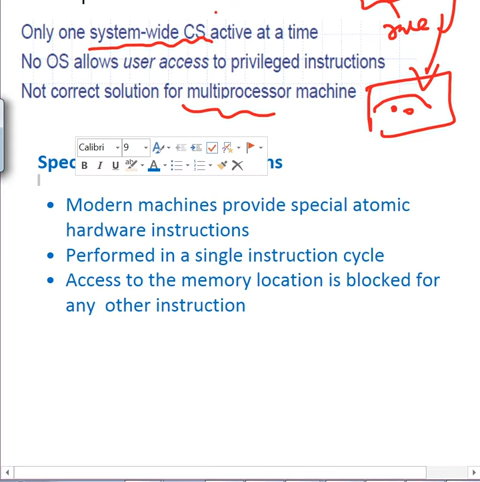 Only one system-wide CS active at a time
No OS allows user access to privileged instructions
Not correct solution for multiprocessor machine
Calibri 9
B I U A
• Modern machines provide special atomic
hardware instructions
• Performed in a single instruction cycle
• Access to the memory location is blocked for
any other instruction